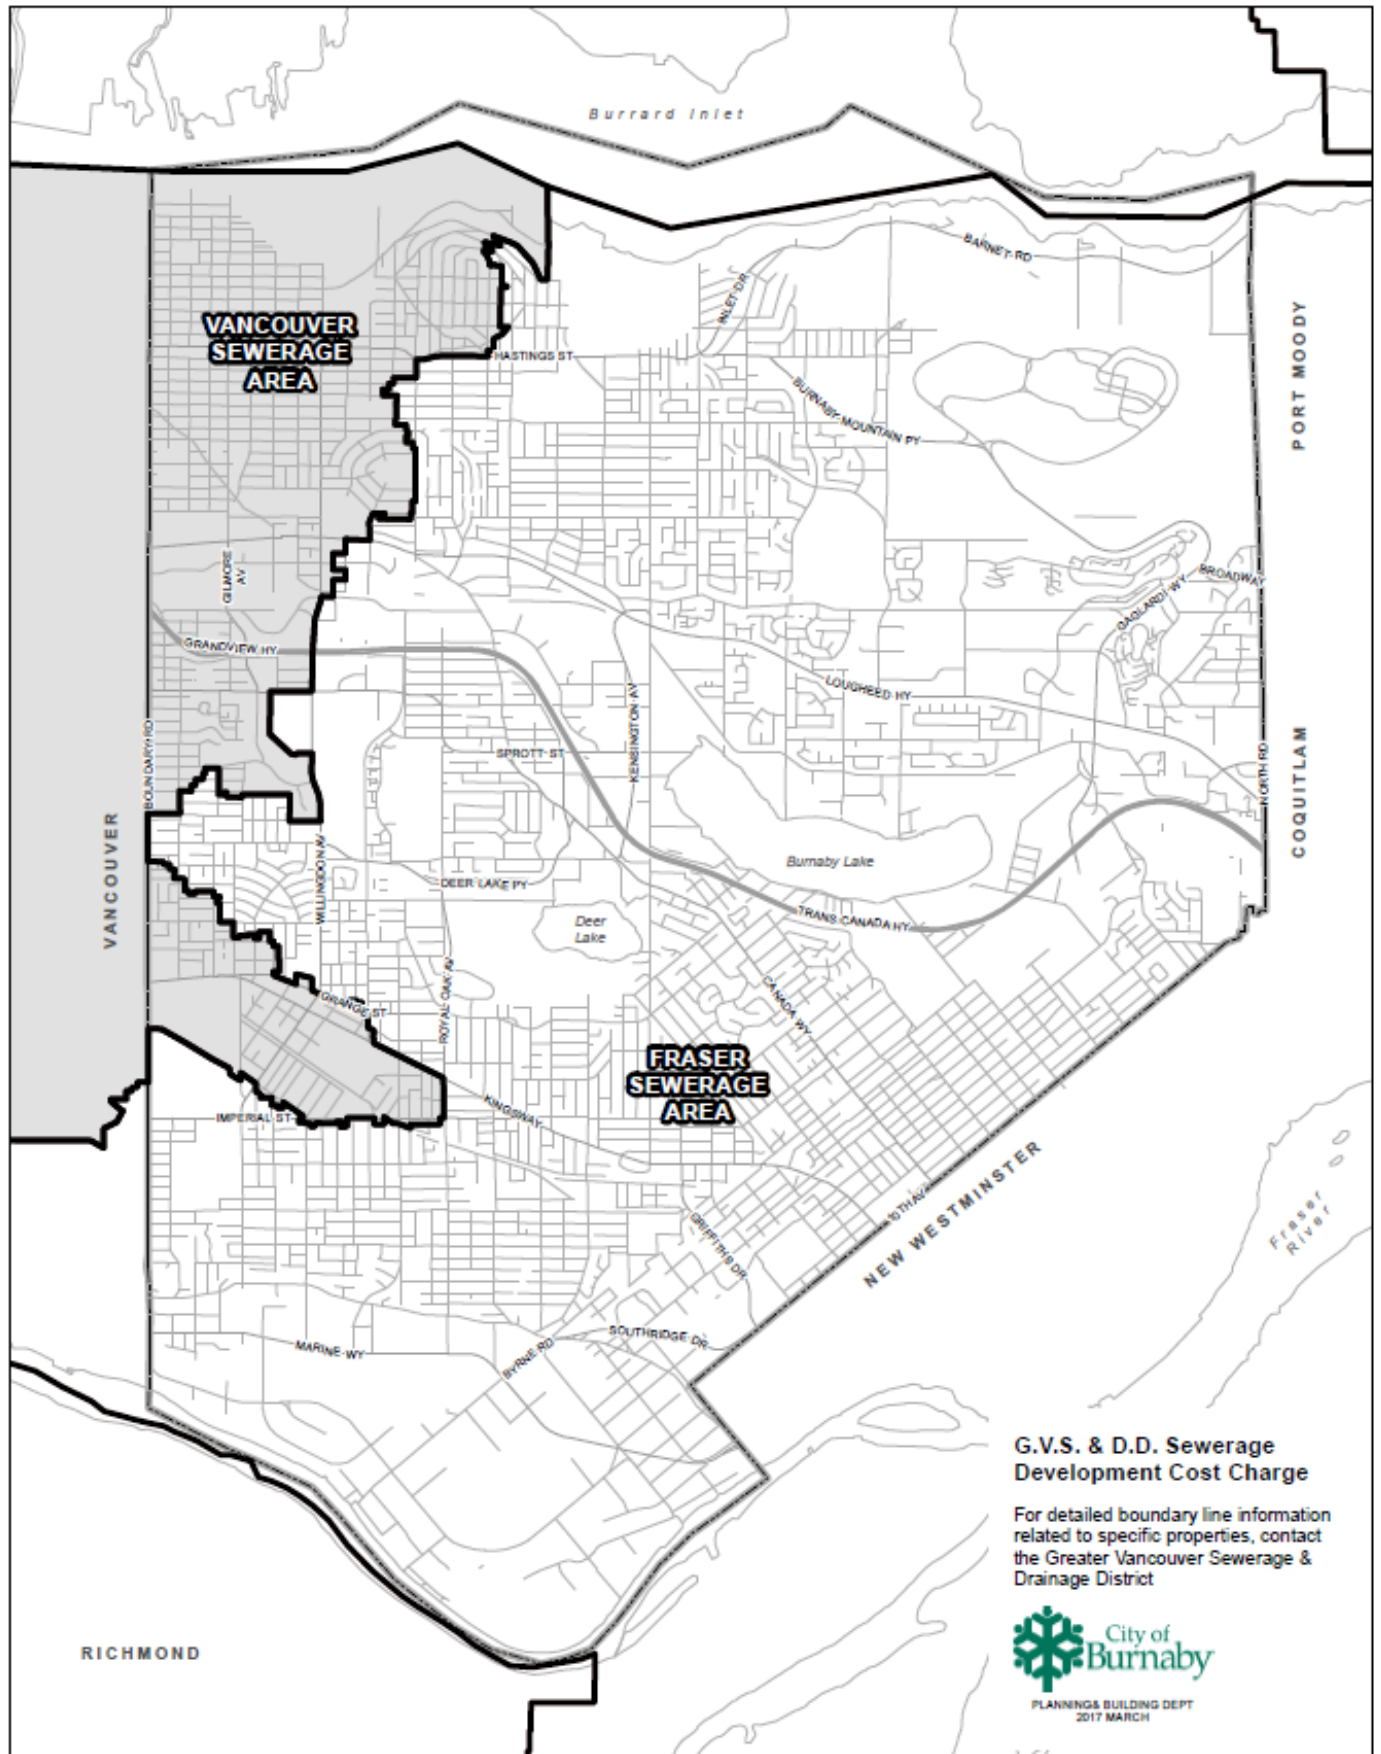 Burrard Inlet
BARNET RD
INLET DR
VANCOUVER
SEWERAGE
AREA
HASTINGS ST
PORT MOODY
BURNABY MOUNTAIN PY
GILMORE
AV
BROADWAY
GAGLARDI WY
GRANDVIEW HY
LOUGHEED HY
KENSINGTON AV
BOUNDARY RD
SPROTT ST
NORTH RD
COQUITLAM
VANCOUVER
WILLINGDON AV
Burnaby Lake
DEER LAKE PY
Deer
Lake
TRANS CANADA HY
ROYAL OAK AV
CANADA WY
GRANGE ST
FRASER
SEWERAGE
AREA
IMPERIAL ST
KINGSWAY
NEW WESTMINSTER
10TH AV
Fraser
River
GRIFFITHS DR
SOUTHRIDGE DR
MARINE WY
BYRNE RD
G.V.S. & D.D. Sewerage
Development Cost Charge
For detailed boundary line information
related to specific properties, contact
the Greater Vancouver Sewerage &
Drainage District
City of
Burnaby
PLANNING& BUILDING DEPT
2017 MARCH
RICHMOND